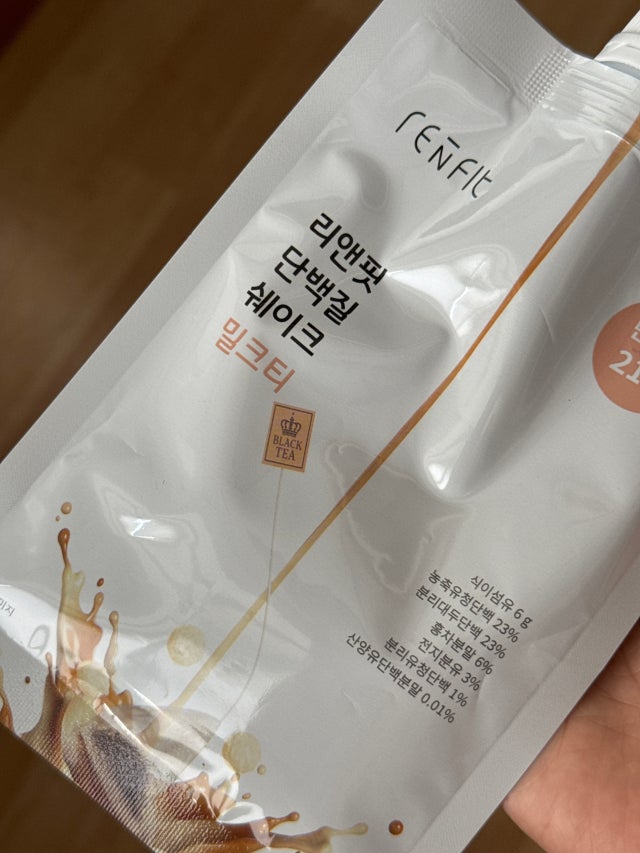 renfit
리앤핏
단백질
쉐이크
밀크티
BLACK
TEA
식이섬유 6 g
농축유청단백 23%
분리대두단백 23%
홍차분말 6%
전지분유 3%
분리유청단백 1%
산양유단백분말 0.01%